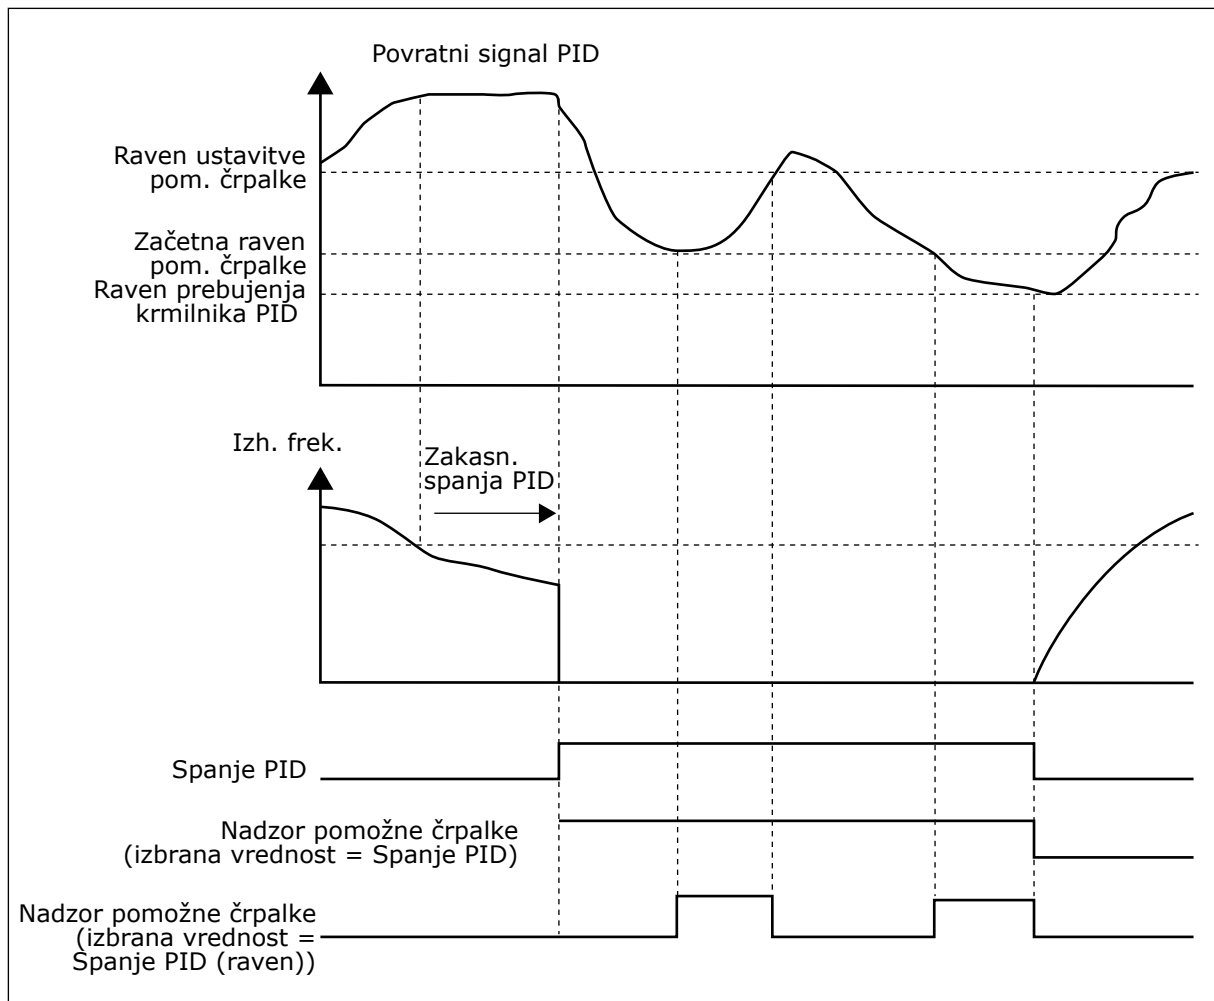 Povratni signal PID
Raven ustavitve
pom. črpalke
Začetna raven
pom. črpalke
Raven prebujenja
krmilnika PID
Izh. frek.
Zakasn.
spanja PID
Spanje PID
Nadzor pomožne črpalke
(izbrana vrednost = Spanje PID)
Nadzor pomožne črpalke
(izbrana vrednost =
Spanje PID (raven))